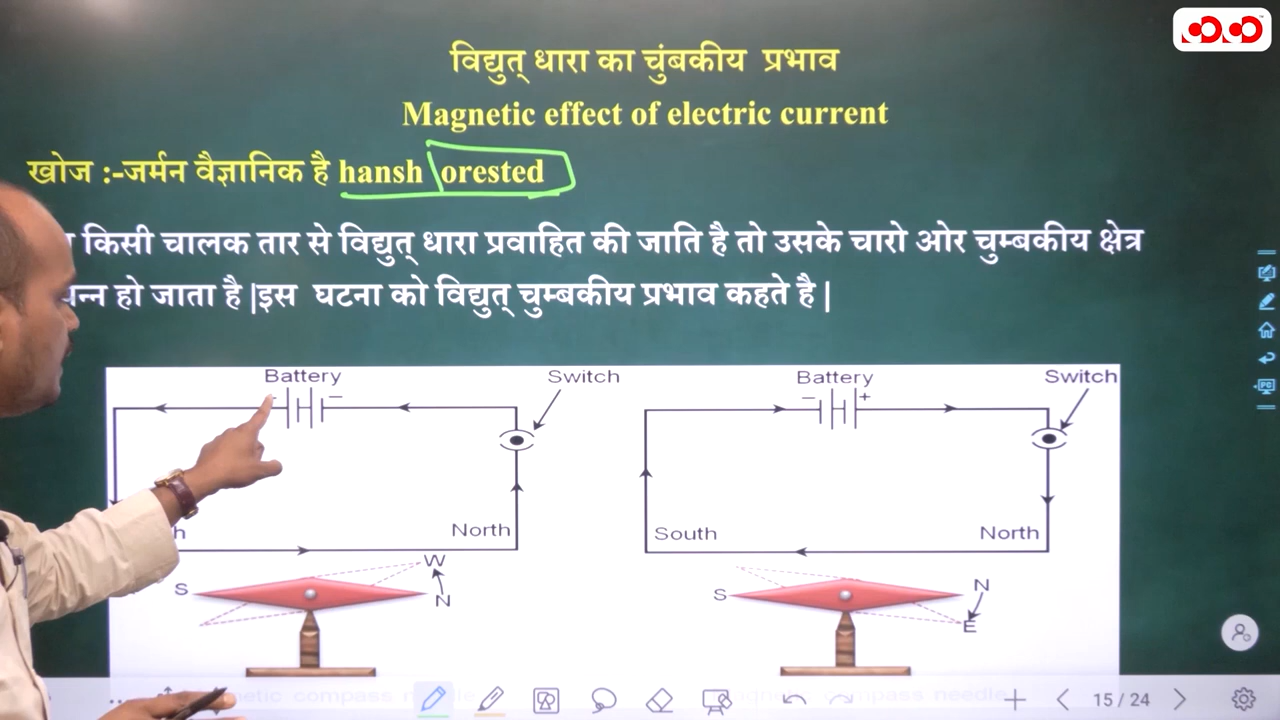 विद्युत् धारा का चुंबकीय प्रभाव
Magnetic effect of electric current
खोज :-जर्मन वैज्ञानिक है hansh orested
किसी चालक तार से विद्युत् धारा प्रवाहित की जाति है तो उसके चारो ओर चुम्बकीय क्षेत्र
हो जाता है |इस घटना को विद्युत् चुम्बकीय प्रभाव कहते है |
Battery Switch Battery Switch
− − +
North South North
W
S N S N
E
15 / 24